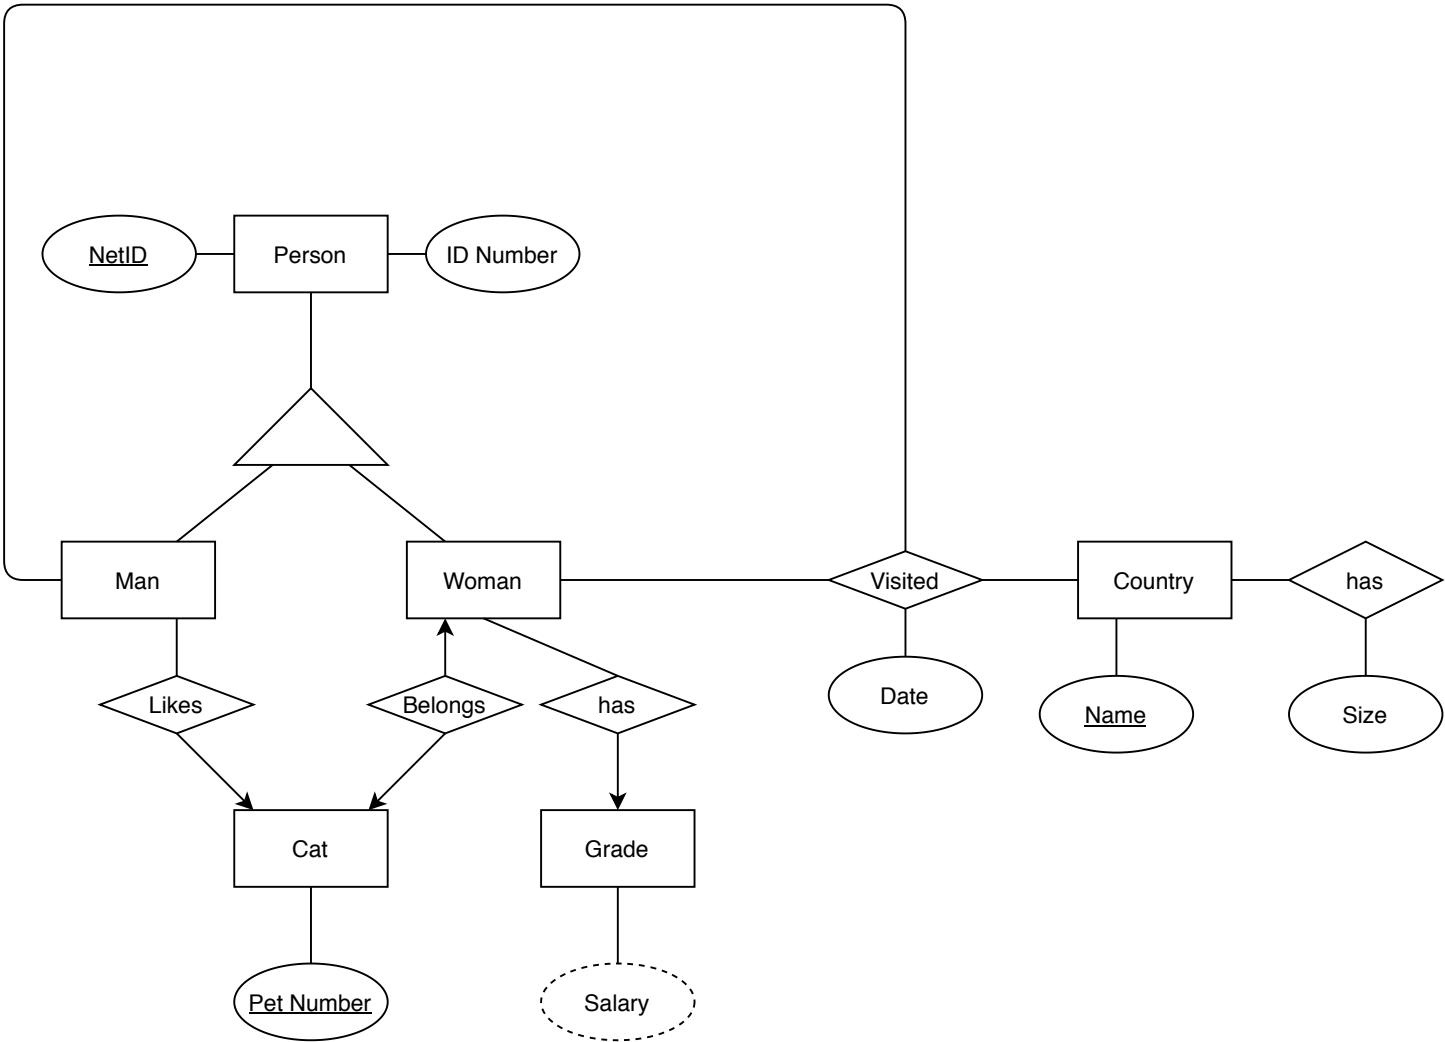 NetID
Person
ID Number
Man
Woman
Visited
Country
has
Likes
Belongs
has
Date
Name
Size
Cat
Grade
Pet Number
Salary